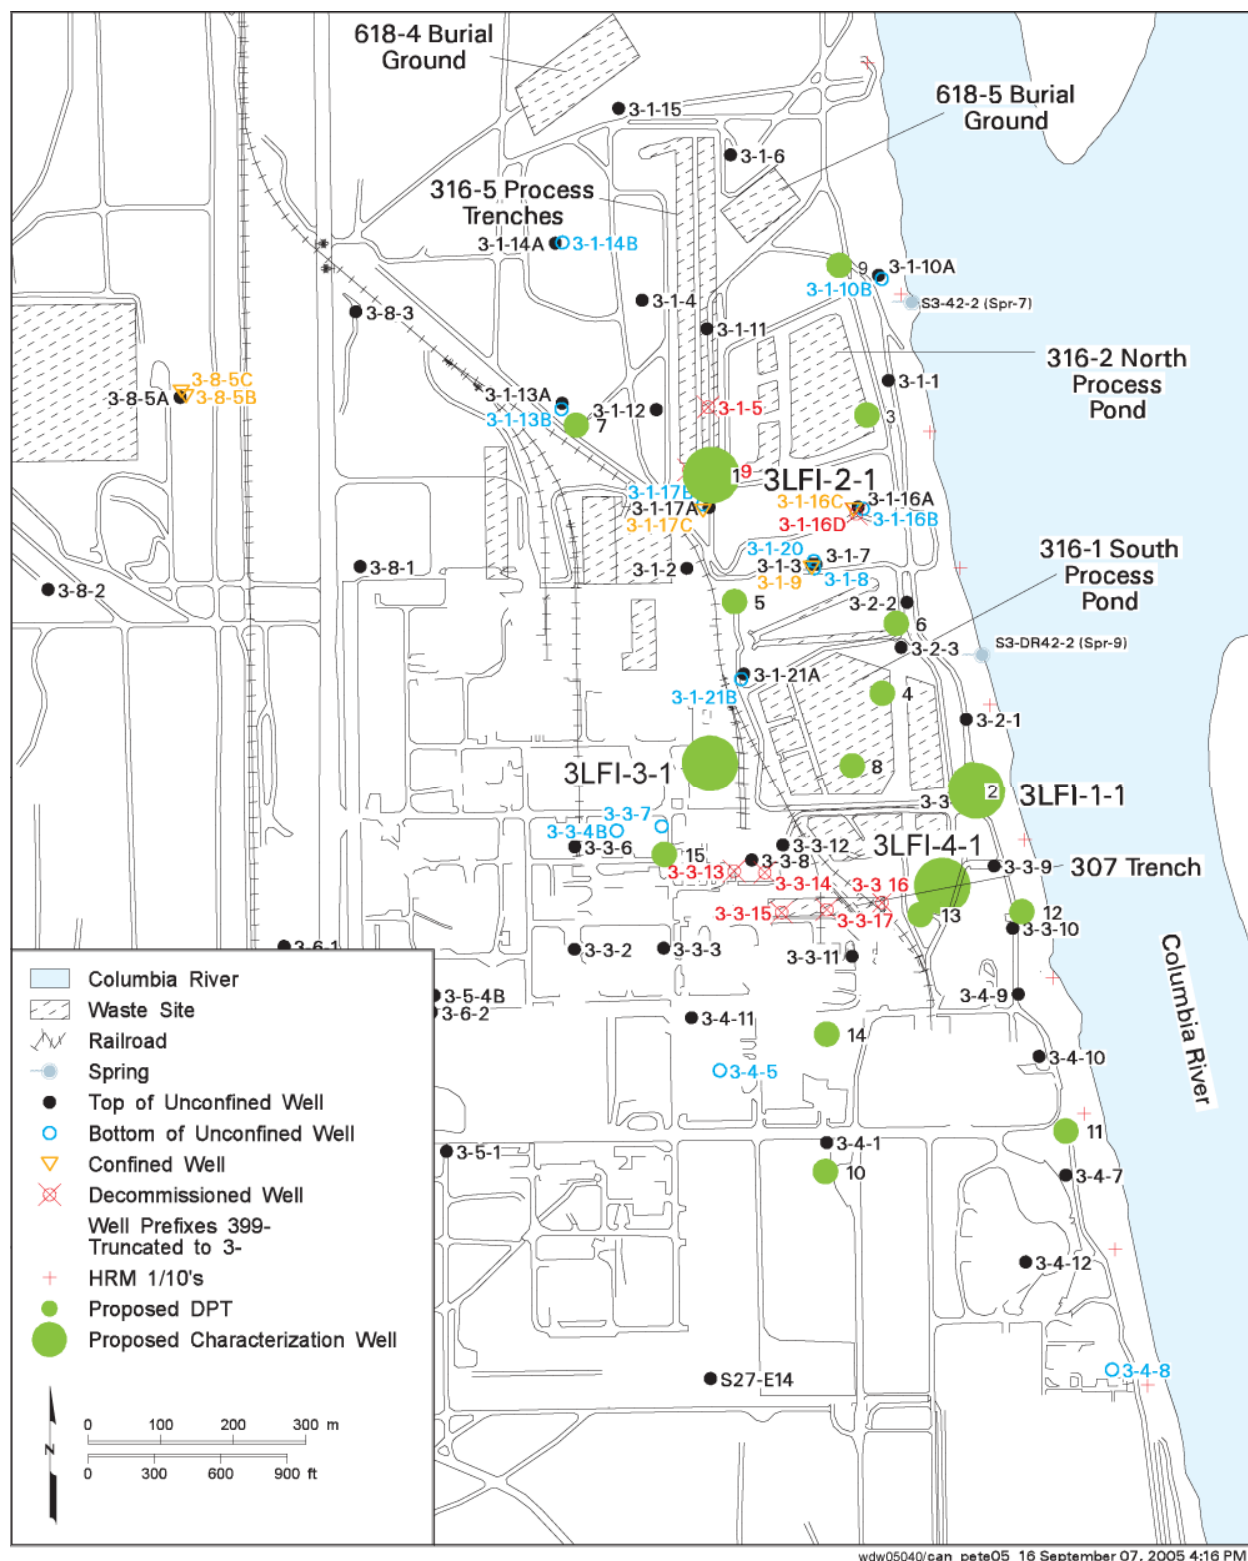 618-4 Burial
Ground
3-1-15
618-5 Burial
Ground
3-1-6
316-5 Process
Trenches
3-1-14A
3-1-14B
9
3-1-10A
3-1-10B
S3-42-2 (Spr-7)
3-1-4
3-8-3
3-1-11
316-2 North
Process
Pond
3-8-5C
3-8-5A
3-8-5B
3-1-1
3-1-13A
3-1-13B
3-1-12
3-1-5
7
3
1
9
3LFI-2-1
3-1-17B
3-1-17A
3-1-17C
3-1-16C
3-1-16A
3-1-16D
3-1-16B
316-1 South
Process
Pond
3-1-20
3-1-7
3-1-3
3-1-9
3-1-8
3-8-1
3-8-2
3-1-2
5
3-2-2
6
3-2-3
S3-DR42-2 (Spr-9)
3-1-21A
3-1-21B
4
3-2-1
3LFI-3-1
8
3-3
2
3LFI-1-1
3-3-7
3-3-4B
3-3-6
15
3-3-12
3-3-8
3LFI-4-1
3-3-9
307 Trench
3-3-13
3-3-14
3-3 16
3-3-15
3-3-17
13
12
3-3-10
3-6-1
3-3-2
3-3-3
3-3-11
Columbia River
3-5-4B
3-6-2
3-4-9
3-4-11
14
3-4-10
3-4-5
11
3-5-1
3-4-1
10
3-4-7
3-4-12
3-4-8
S27-E14
Columbia River
Waste Site
Railroad
Spring
Top of Unconfined Well
Bottom of Unconfined Well
Confined Well
Decommissioned Well
Well Prefixes 399-
Truncated to 3-
HRM 1/10's
Proposed DPT
Proposed Characterization Well
N
0 100 200 300 m
0 300 600 900 ft
wdw05040/can_pete05_16 September 07, 2005 4:16 PM